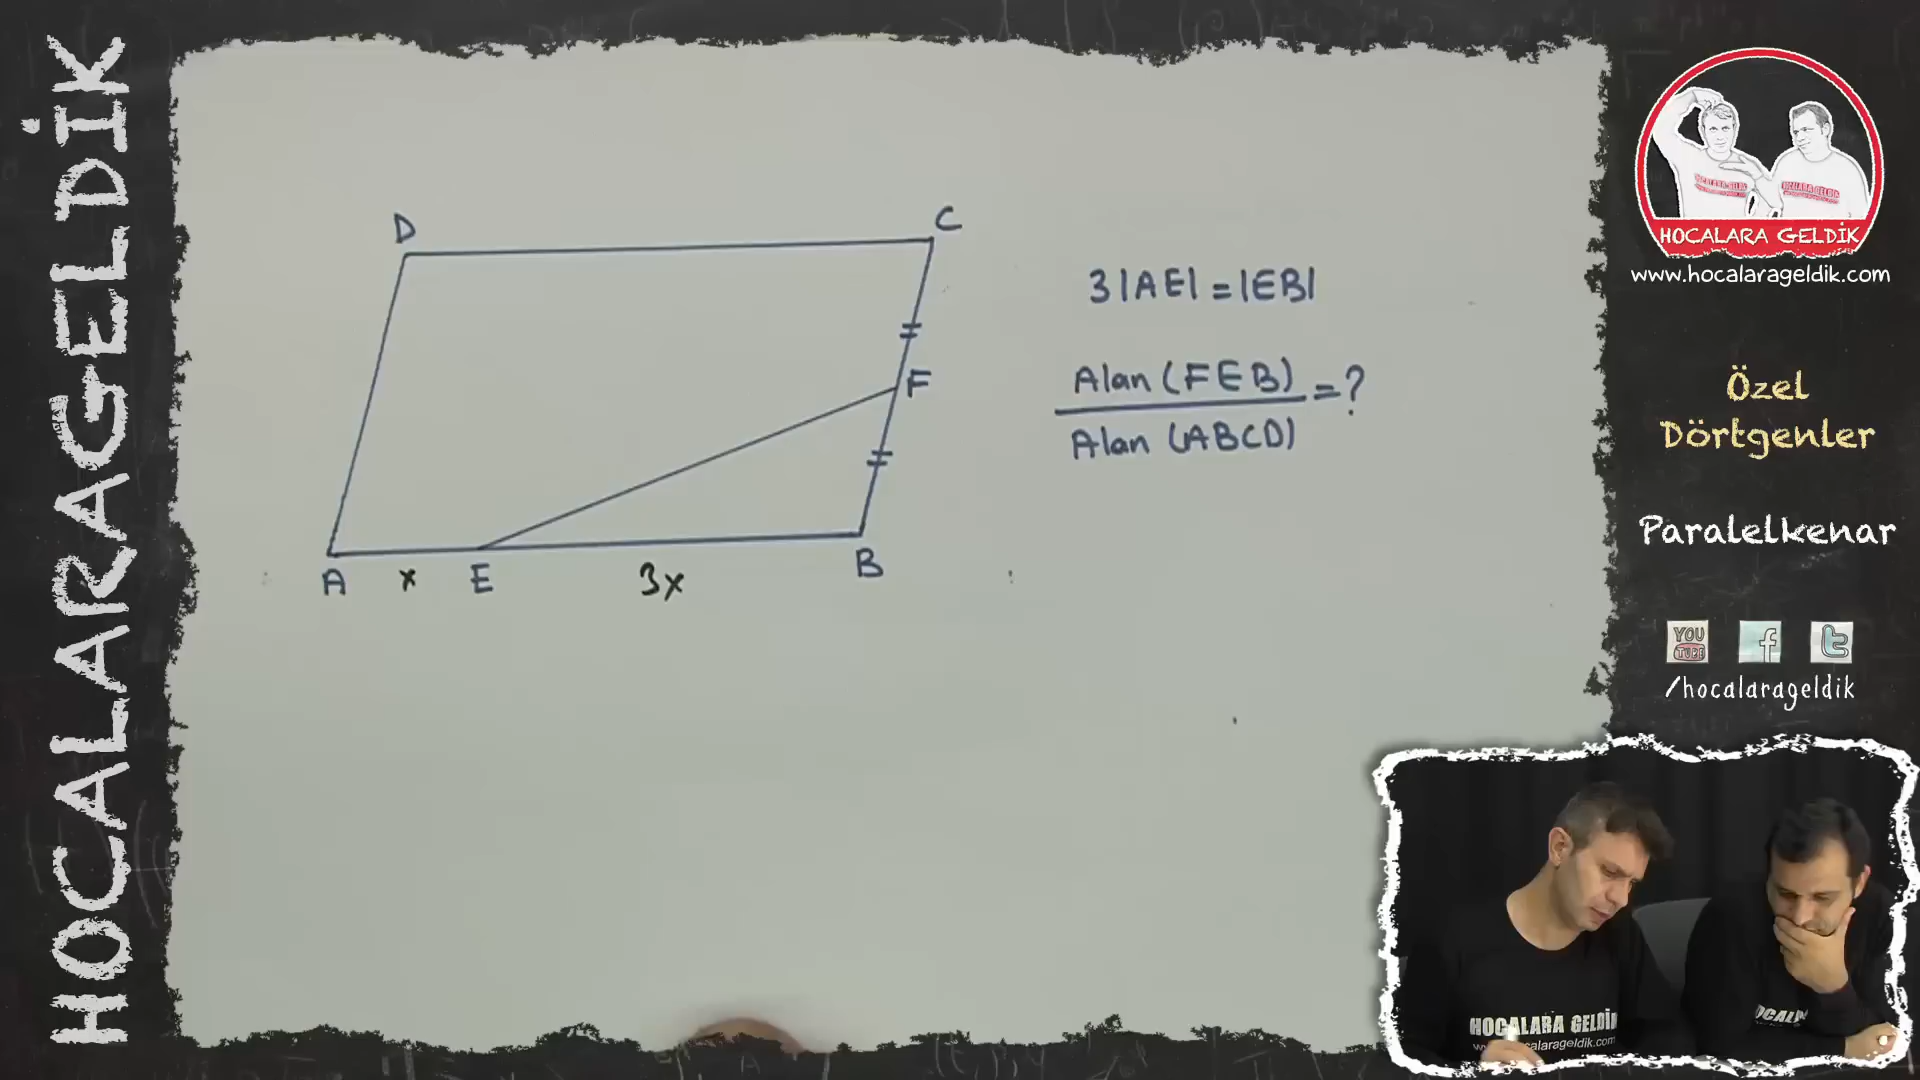 HOCALARAGELDİK
D
C
F
A
x
E
3x
B
3|AE|=|EB|
Alan (FEB)
=?
Alan (ABCD)
HOCALARA GELDİK
www.hocalarageldik.com
Özel
Dörtgenler
Paralelkenar
YOU
TUBE
f
t
/hocalarageldik
HOCALARA GELDİK